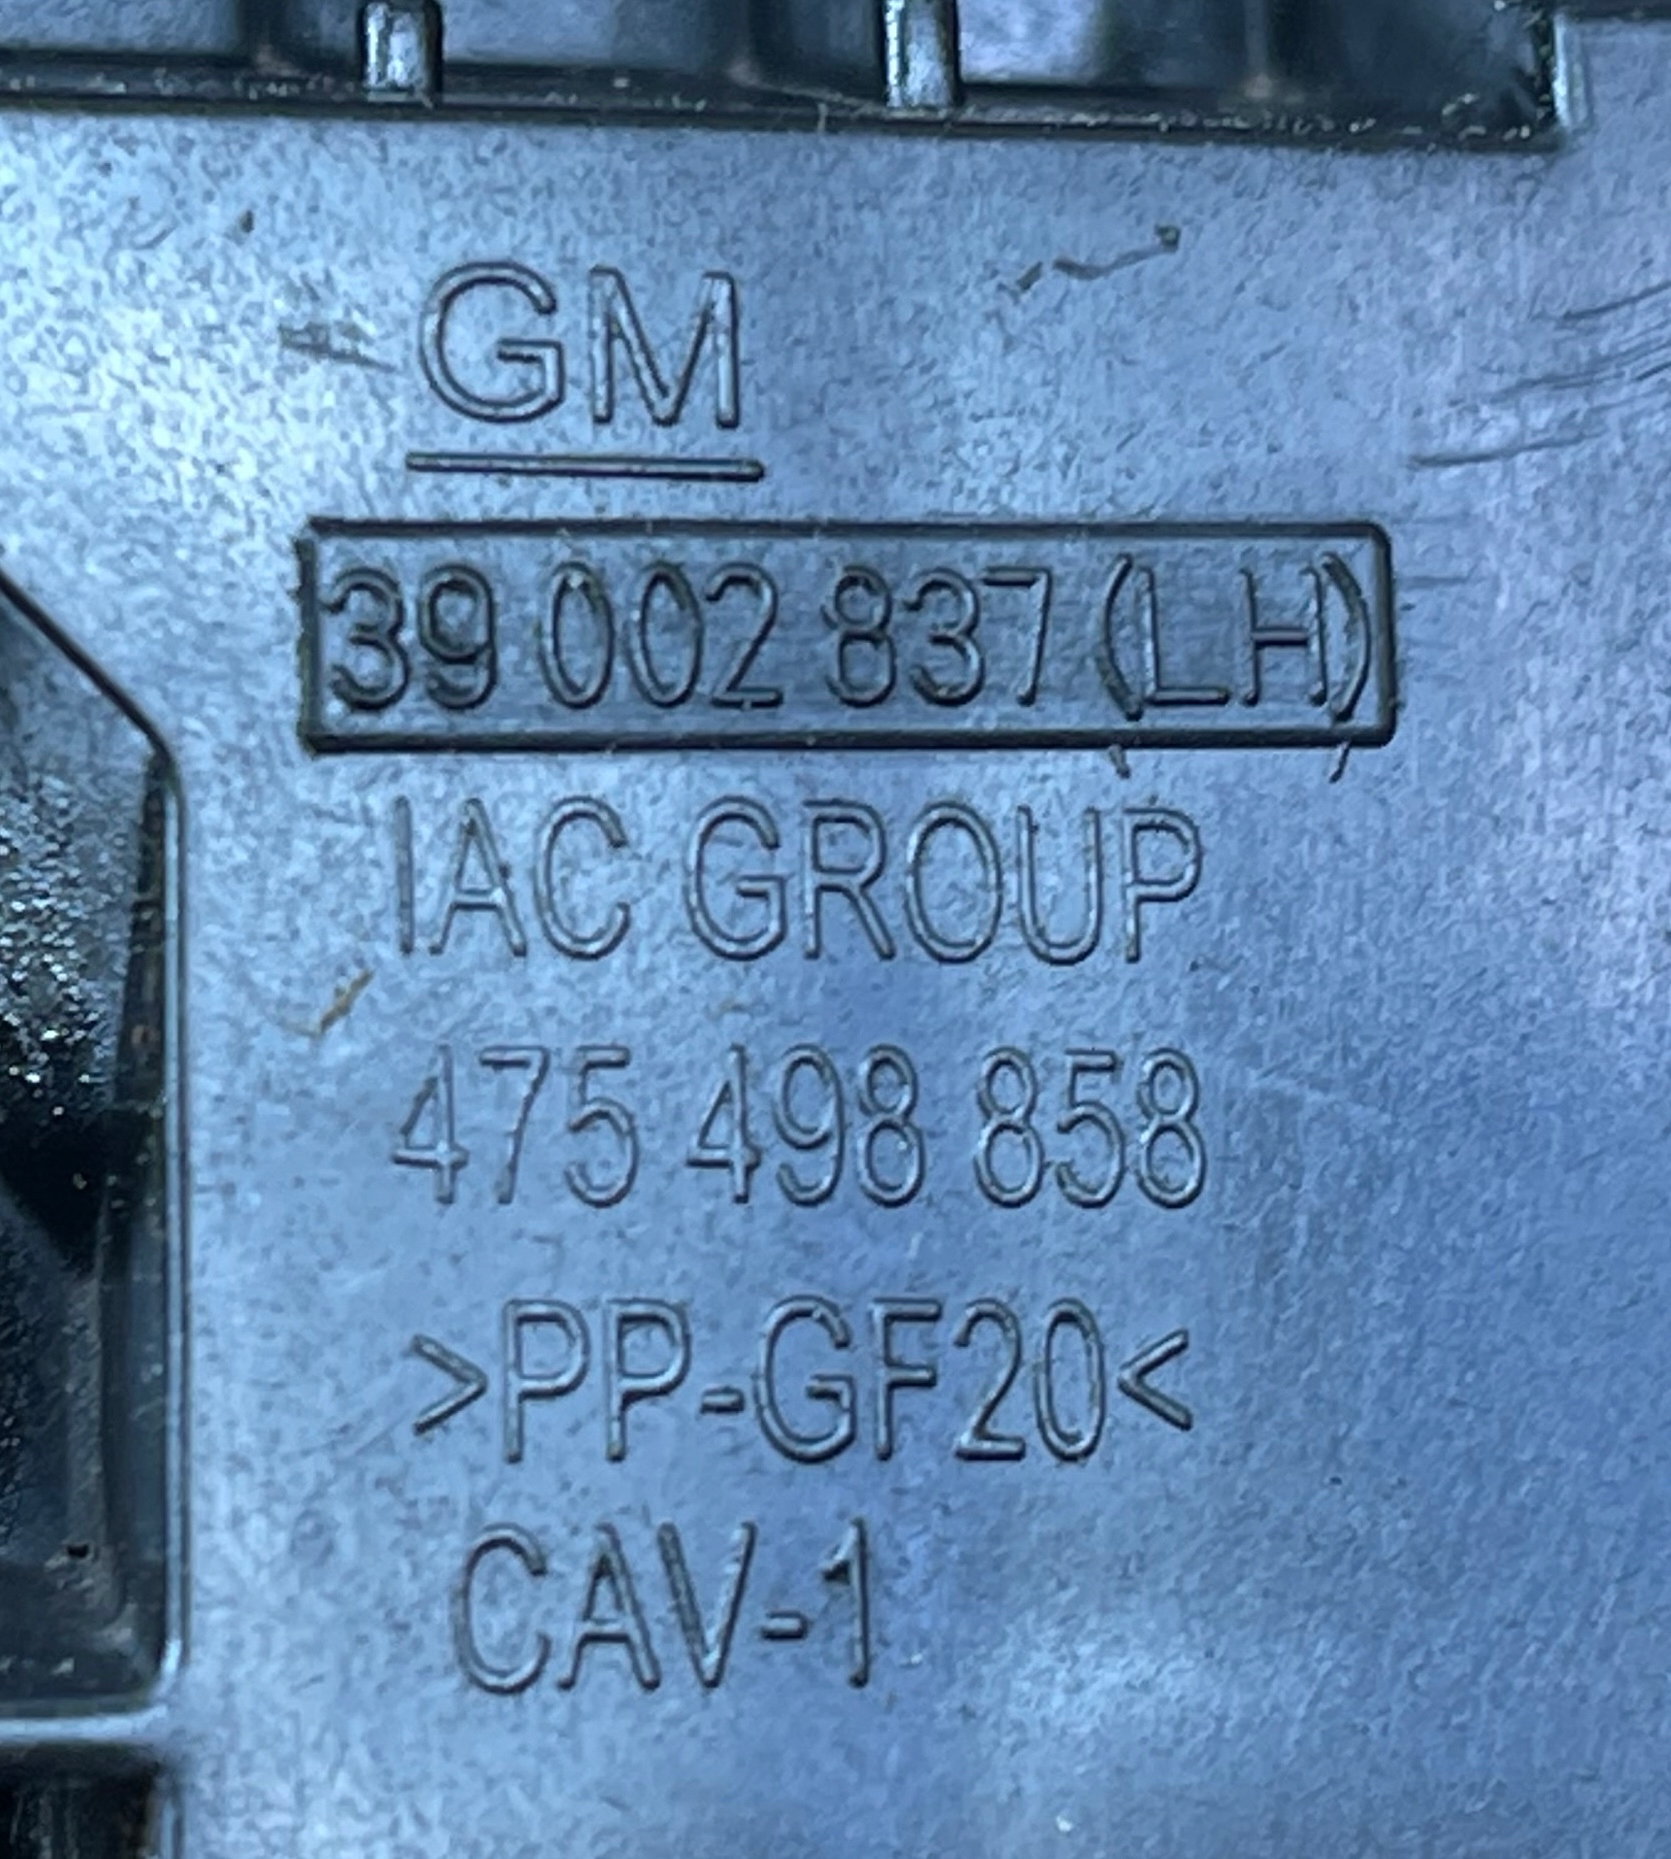 GM
39 002 837 (LH)
IAC GROUP
475 498 858
>PP-GF20<
CAV-1